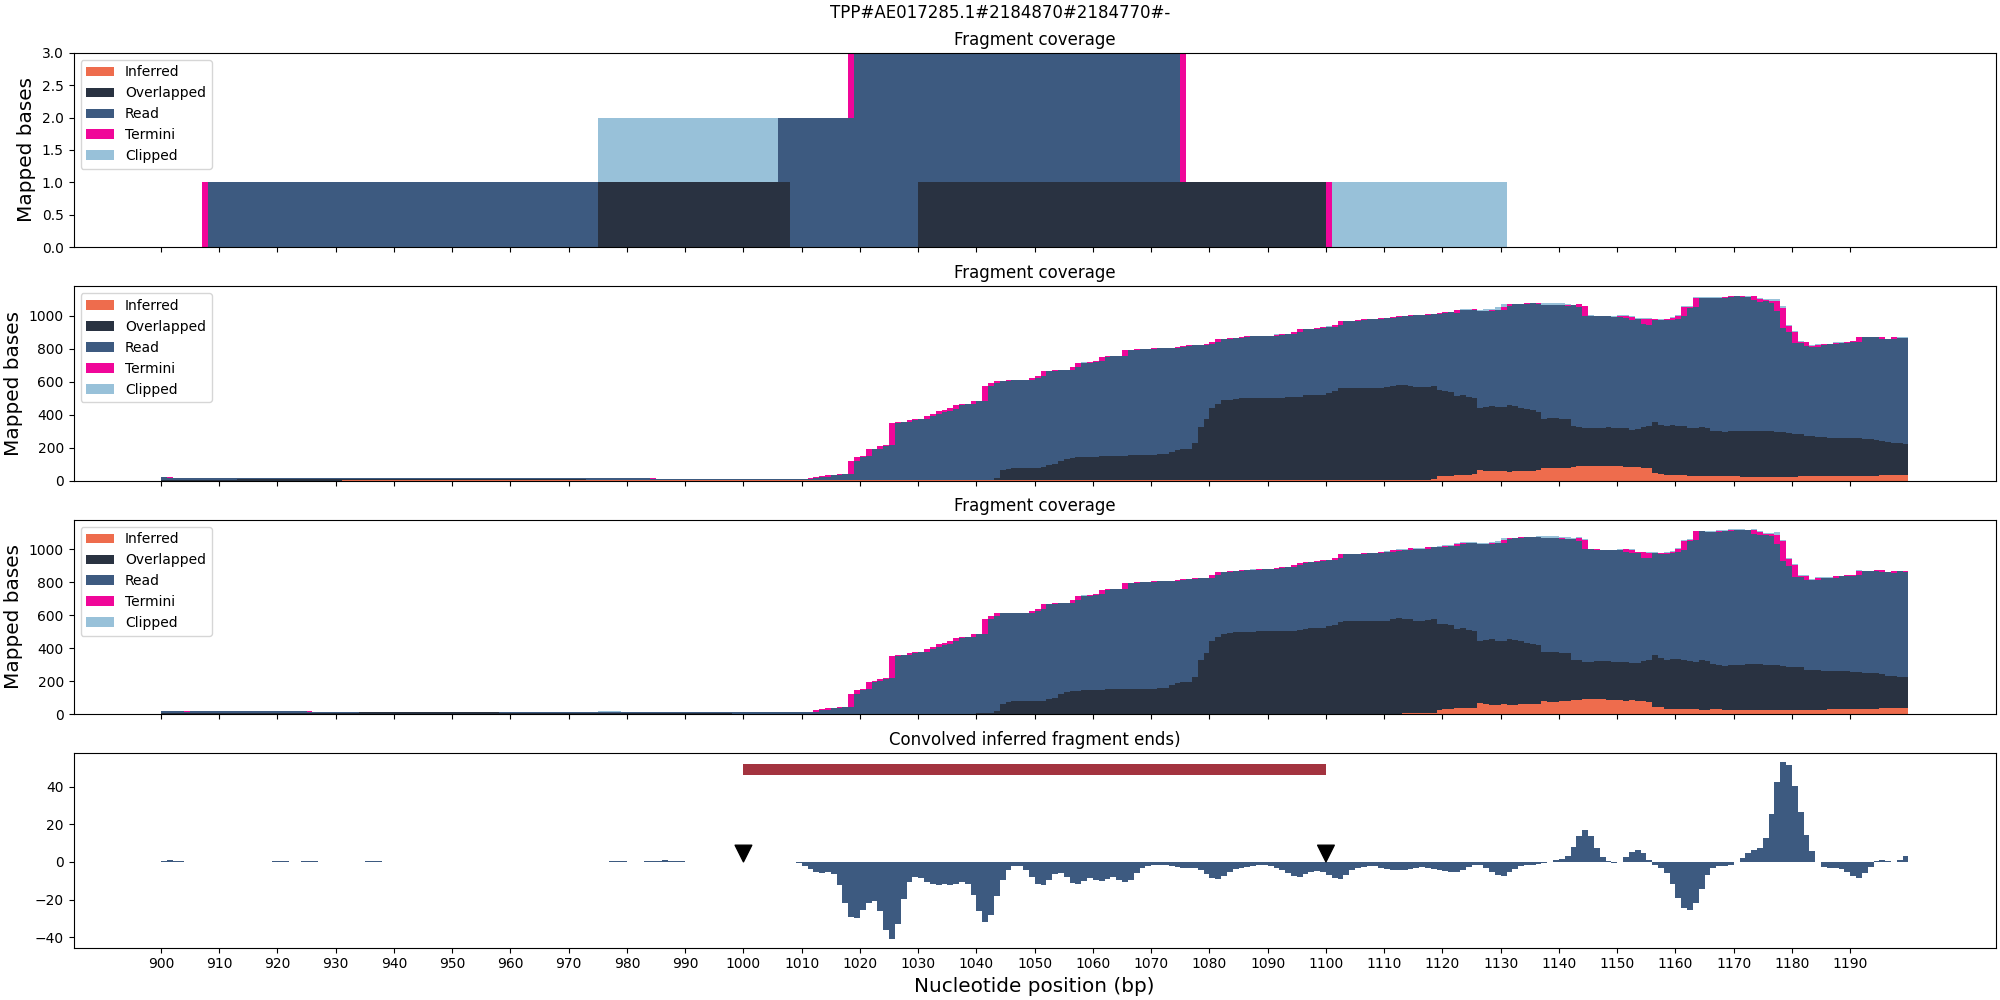 TPP#AE017285.1#2184870#2184770#-
Fragment coverage
Mapped bases
3.0
2.5
2.0
1.5
1.0
0.5
0.0
Inferred
Overlapped
Read
Termini
Clipped
Fragment coverage
Mapped bases
1000
800
600
400
200
0
Inferred
Overlapped
Read
Termini
Clipped
Fragment coverage
Mapped bases
1000
800
600
400
200
0
Inferred
Overlapped
Read
Termini
Clipped
Convolved inferred fragment ends)
40
20
0
−20
−40
900 910 920 930 940 950 960 970 980 990 1000 1010 1020 1030 1040 1050 1060 1070 1080 1090 1100 1110 1120 1130 1140 1150 1160 1170 1180 1190
Nucleotide position (bp)